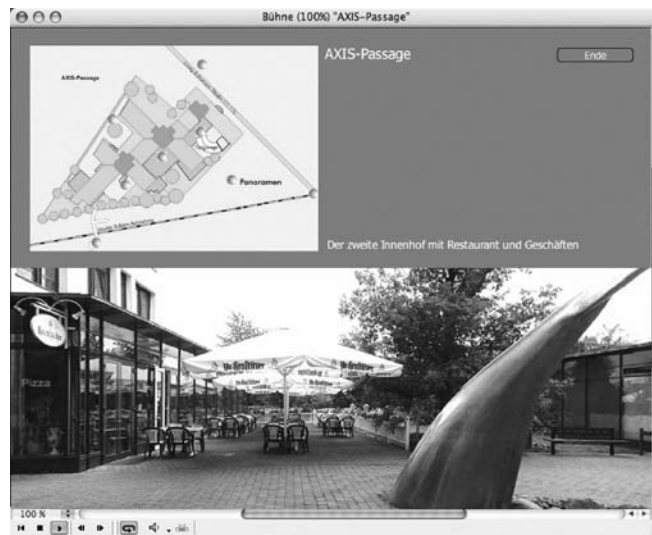 Bühne (100%) "AXIS-Passage"
AXIS-Passage
Ende
AXIS-Passage
Panoramen
Der zweite Innenhof mit Restaurant und Geschäften
Pizza
100 %